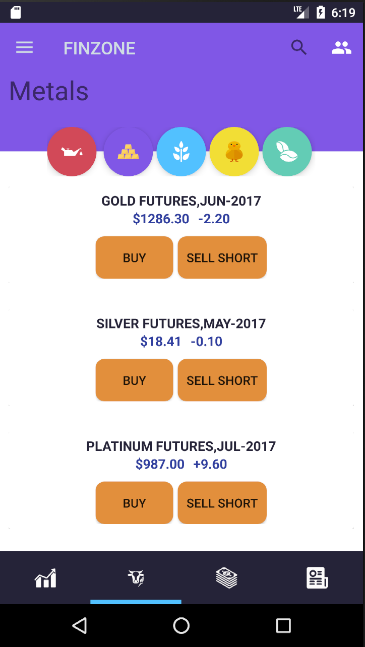 LTE 6:19
FINZONE
Metals
GOLD FUTURES,JUN-2017
$1286.30 -2.20
BUY SELL SHORT
SILVER FUTURES,MAY-2017
$18.41 -0.10
BUY SELL SHORT
PLATINUM FUTURES,JUL-2017
$987.00 +9.60
BUY SELL SHORT